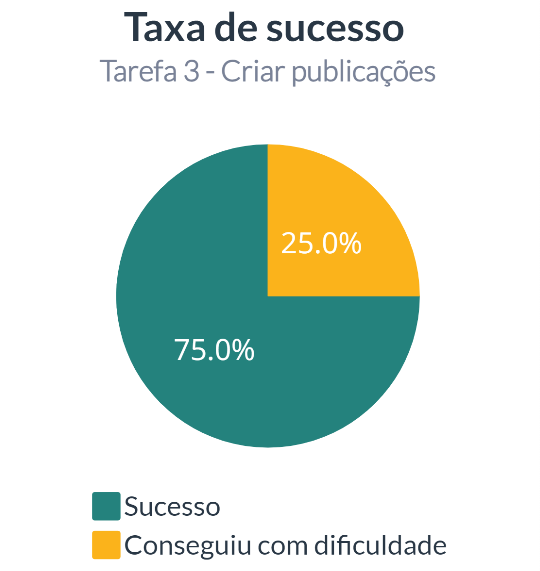 Taxa de sucesso
Tarefa 3 - Criar publicações
25.0%
75.0%
Sucesso
Conseguiu com dificuldade